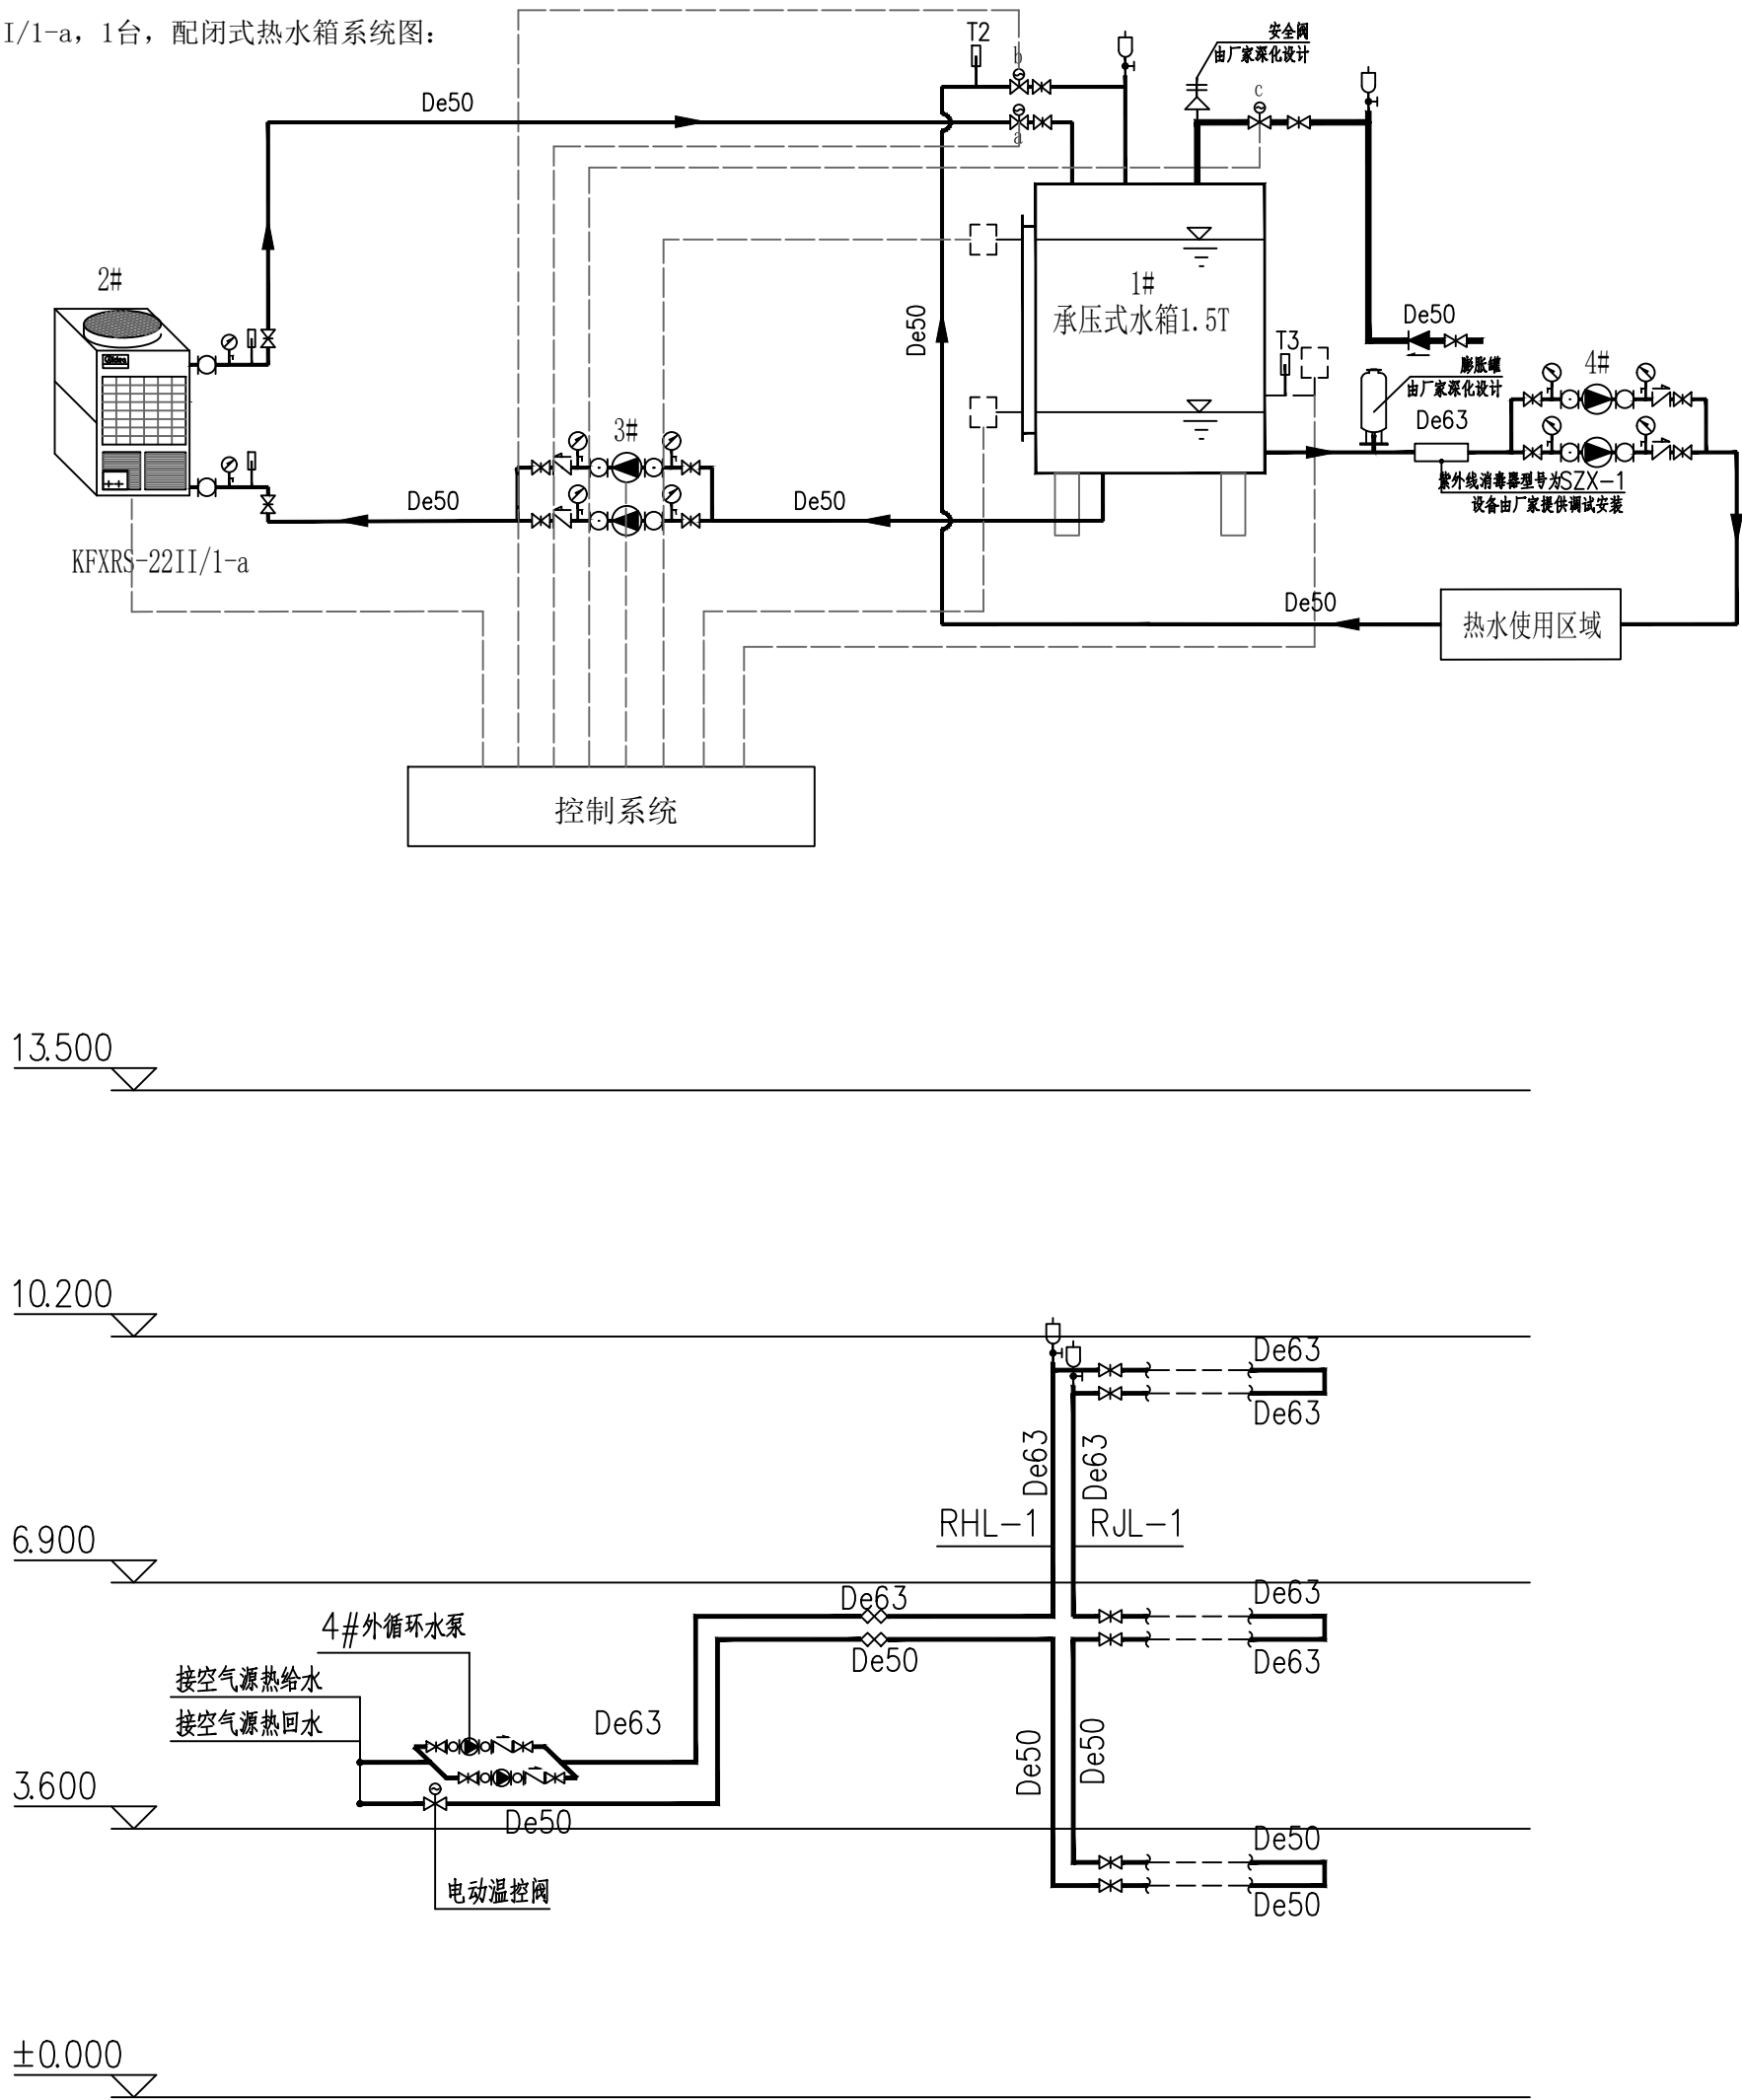 I/1-a, 1台, 配闭式热水箱系统图:
T2
安全阀
由厂家深化设计
b
c
De50
a
2#
1#
承压式水箱1.5T
De50
De50
T3
膨胀罐
由厂家深化设计
4#
De63
3#
紫外线消毒器型号为SZX-1
设备由厂家提供调试安装
De50
De50
KFXRS-22II/1-a
De50
热水使用区域
控制系统
13.500
10.200
De63
De63
De63
De63
RHL-1
RJL-1
6.900
De63
De63
4#外循环水泵
De50
De63
接空气源热给水
接空气源热回水
De63
De50
De50
3.600
De50
De50
电动温控阀
De50
±0.000